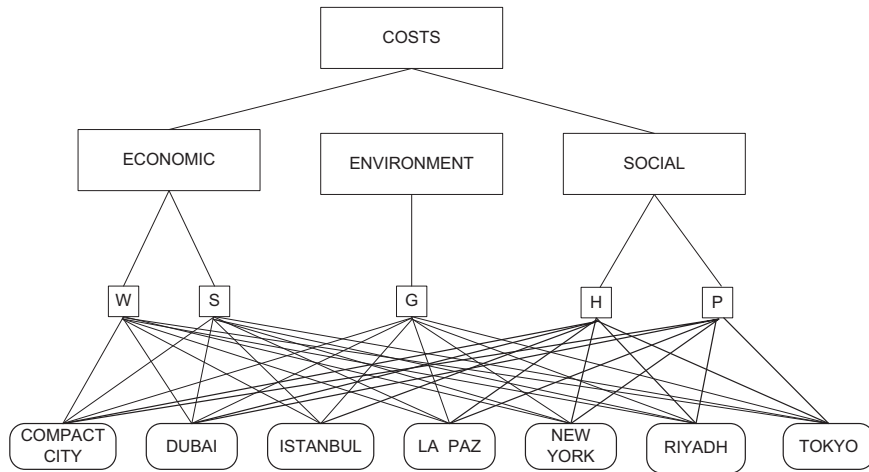 COSTS
ECONOMIC
ENVIRONMENT
SOCIAL
W
S
G
H
P
COMPACT
CITY
DUBAI
ISTANBUL
LA PAZ
NEW
YORK
RIYADH
TOKYO